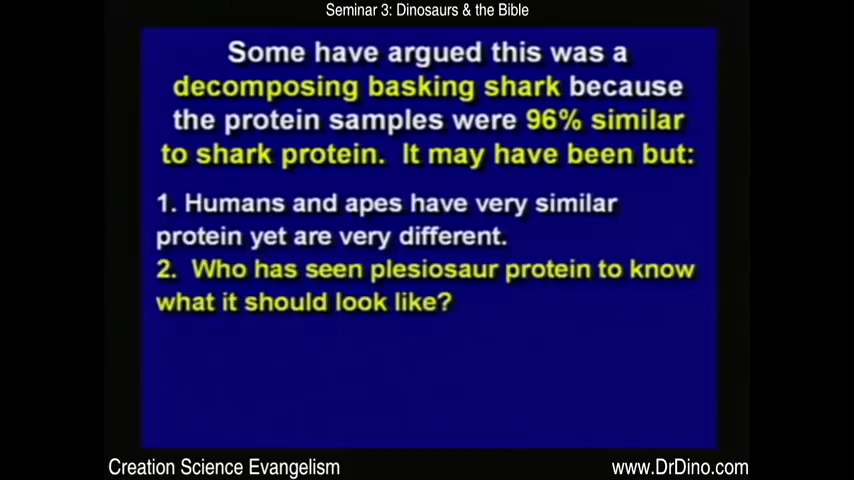 Seminar 3: Dinosaurs & the Bible
Some have argued this was a
decomposing basking shark because
the protein samples were 96% similar
to shark protein.  It may have been but:
1. Humans and apes have very similar
protein yet are very different.
2.  Who has seen plesiosaur protein to know
what it should look like?
Creation Science Evangelism
www.DrDino.com